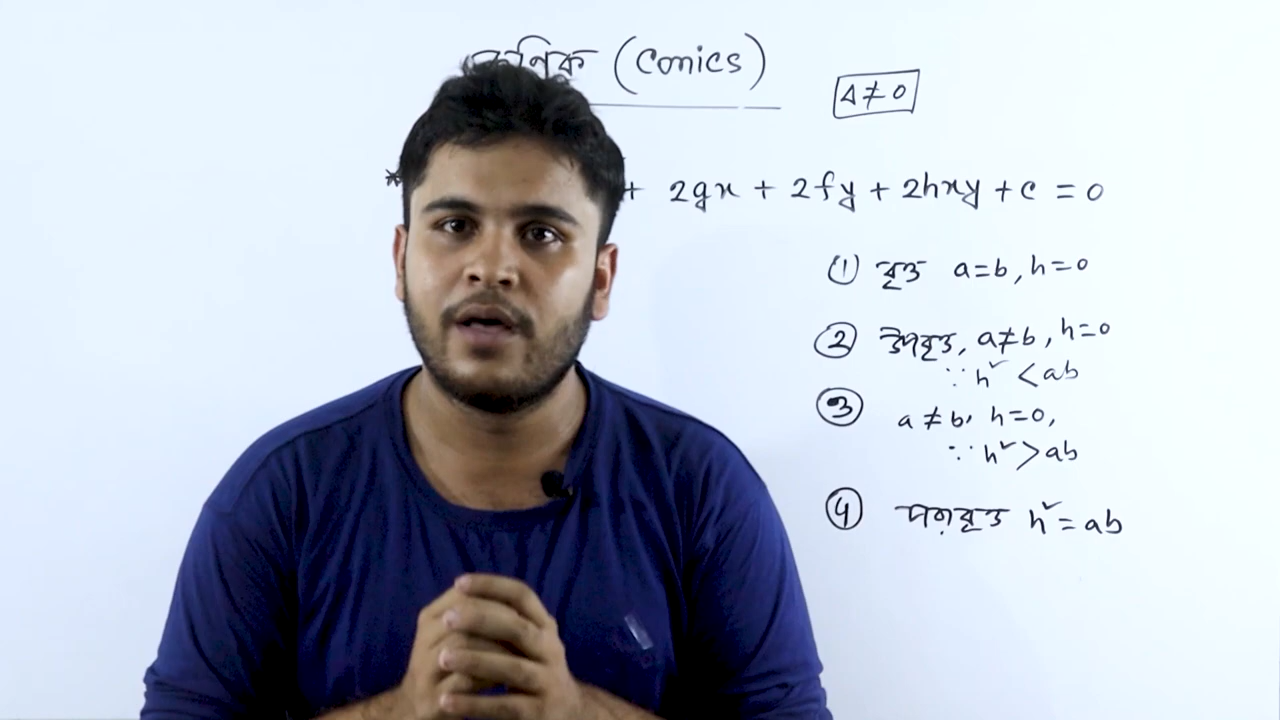 কণিক (Conics)
Δ ≠ 0
* + 2gx + 2fy + 2hxy + c = 0
① বৃত্ত a=b, h=0
② উপবৃত্ত, a≠b, h=0
∵ h² < ab
③ a ≠ b, h=0,
∵ h² > ab
④ পরাবৃত্ত h² = ab